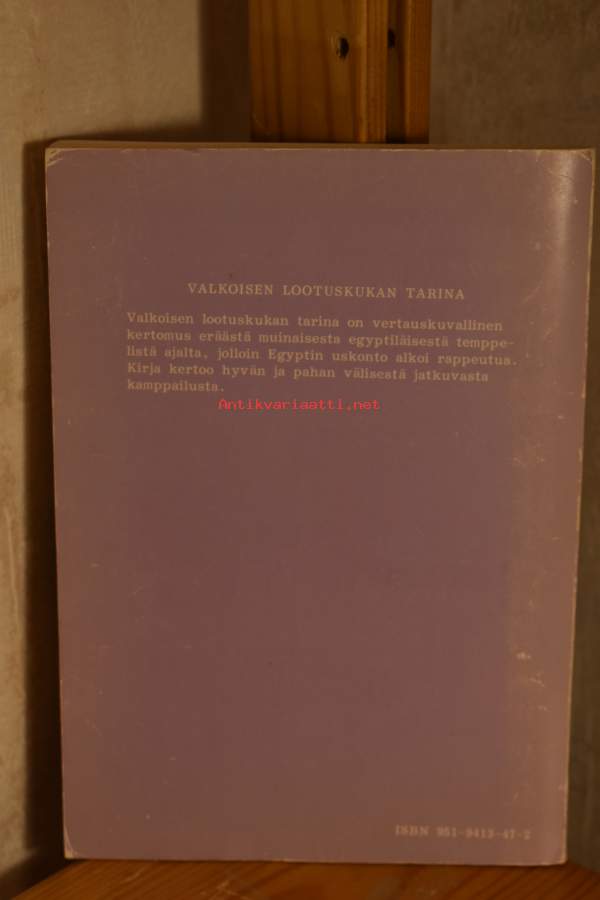 VALKOISEN LOOTUSKUKAN TARINA
Valkoisen lootuskukan tarina on vertauskuvallinen
kertomus eräästä muinaisesta egyptiläisestä temppe-
listä ajalta, jolloin Egyptin uskonto alkoi rappeutua.
Kirja kertoo hyvän ja pahan välisestä jatkuvasta
kamppailusta.
Antikvariaatti.net
ISBN 951-9413-47-2